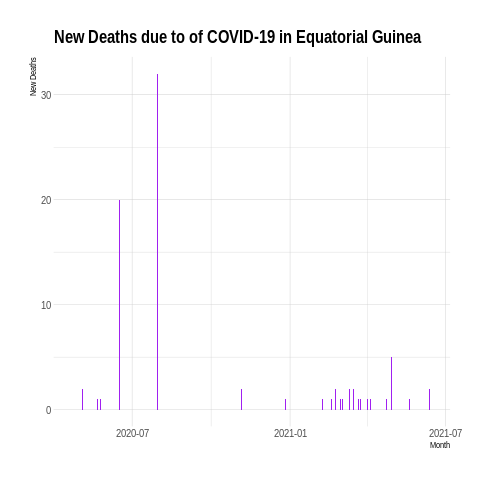 New Deaths due to of COVID-19 in Equatorial Guinea
New Deaths
30
20
10
0
2020-07
2021-01
2021-07
Month